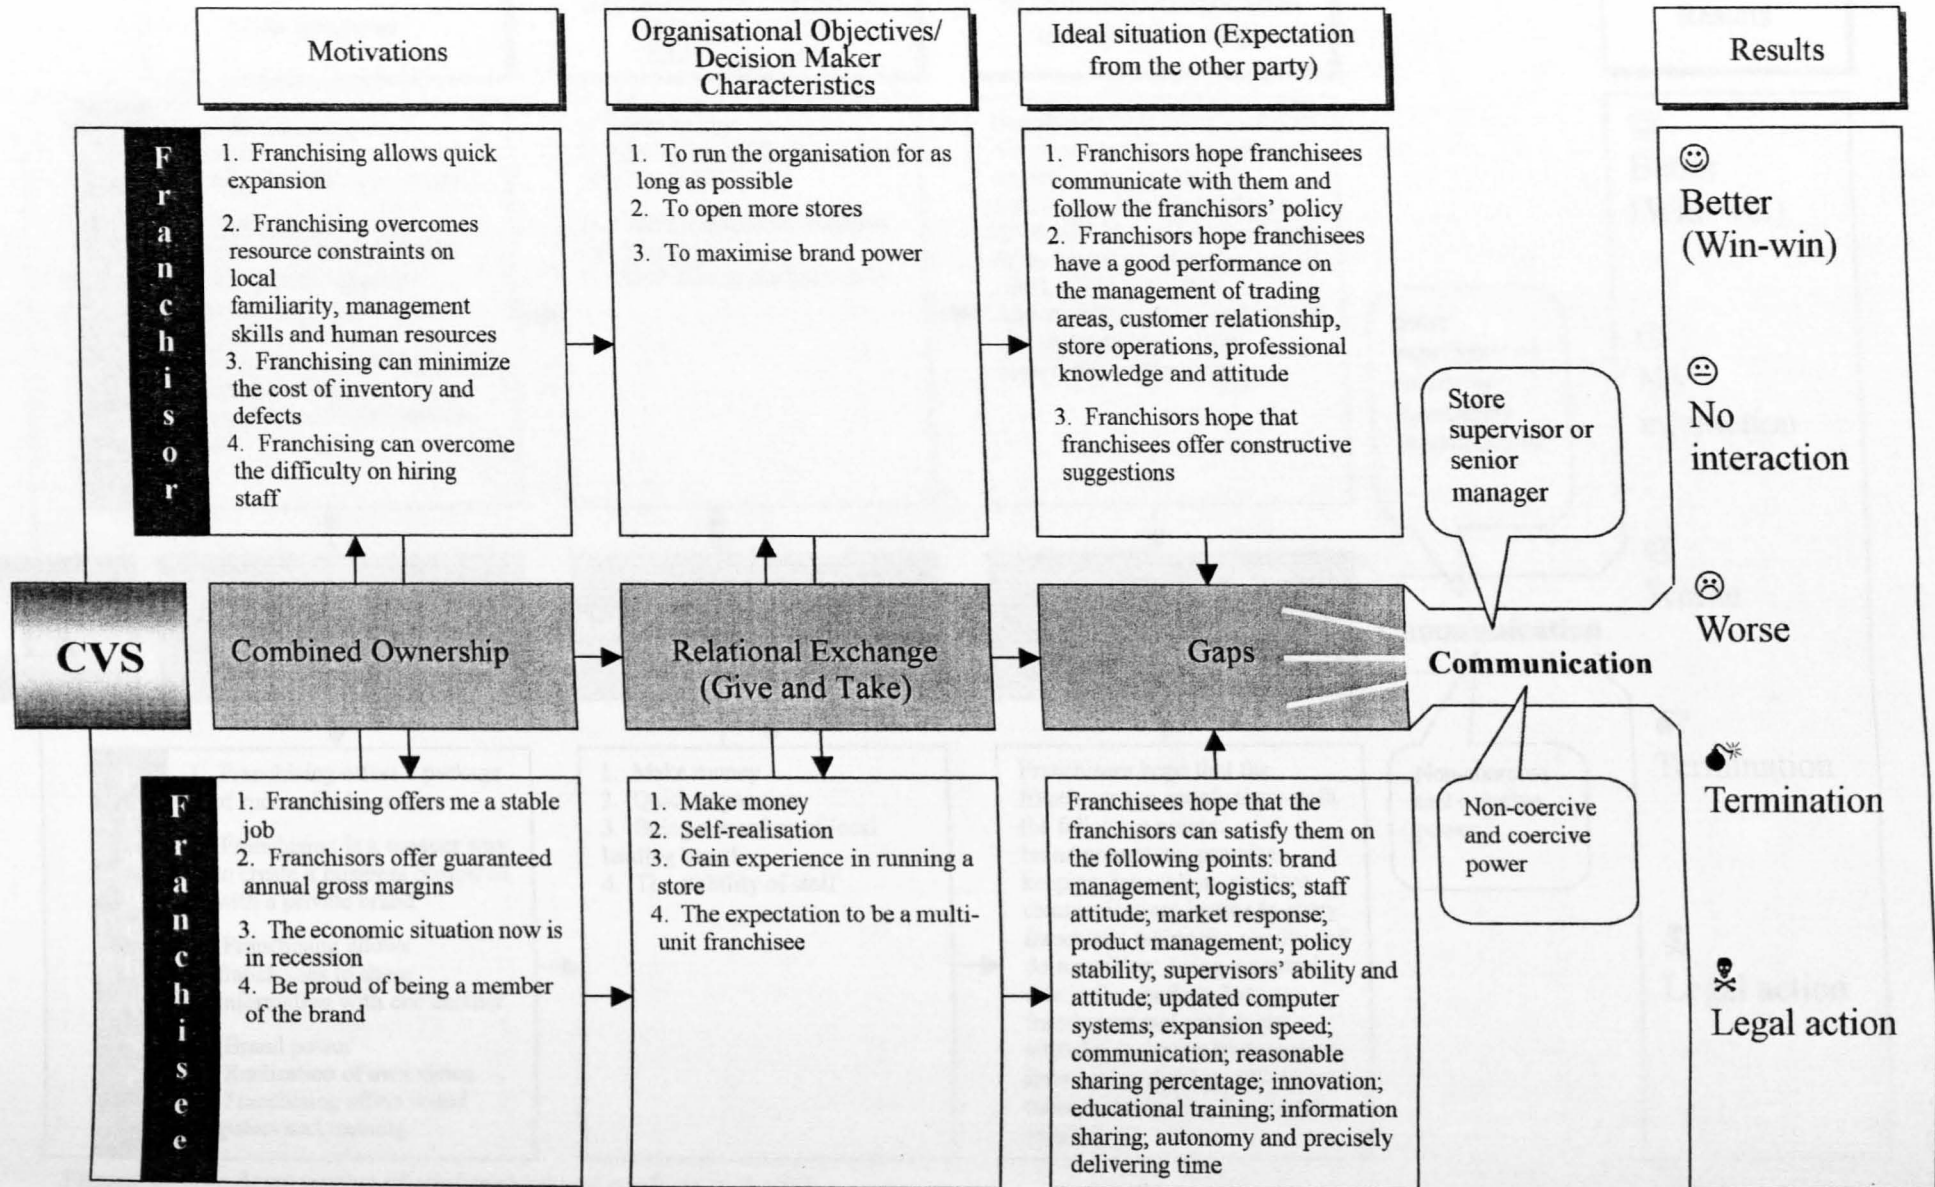 Motivations
Organisational Objectives/
Decision Maker
Characteristics
Ideal situation (Expectation
from the other party)
Results
Franchisor
1. Franchising allows quick
expansion
2. Franchising overcomes
resource constraints on
local
familiarity, management
skills and human resources
3. Franchising can minimize
the cost of inventory and
defects
4. Franchising can overcome
the difficulty on hiring
staff
1. To run the organisation for as
long as possible
2. To open more stores
3. To maximise brand power
1. Franchisors hope franchisees
communicate with them and
follow the franchisors' policy
2. Franchisors hope franchisees
have a good performance on
the management of trading
areas, customer relationship,
store operations, professional
knowledge and attitude
3. Franchisors hope that
franchisees offer constructive
suggestions
Store
supervisor or
senior
manager
CVS
Combined Ownership
Relational Exchange
(Give and Take)
Gaps
Communication
Franchisee
1. Franchising offers me a stable
job
2. Franchisors offer guaranteed
annual gross margins
3. The economic situation now is
in recession
4. Be proud of being a member
of the brand
1. Make money
2. Self-realisation
3. Gain experience in running a
store
4. The expectation to be a multi-
unit franchisee
Franchisees hope that the
franchisors can satisfy them on
the following points: brand
management; logistics; staff
attitude; market response;
product management; policy
stability; supervisors' ability and
attitude; updated computer
systems; expansion speed;
communication; reasonable
sharing percentage; innovation;
educational training; information
sharing; autonomy and precisely
delivering time
Non-coercive
and coercive
power
Better
(Win-win)
No
interaction
Worse
Termination
Legal action